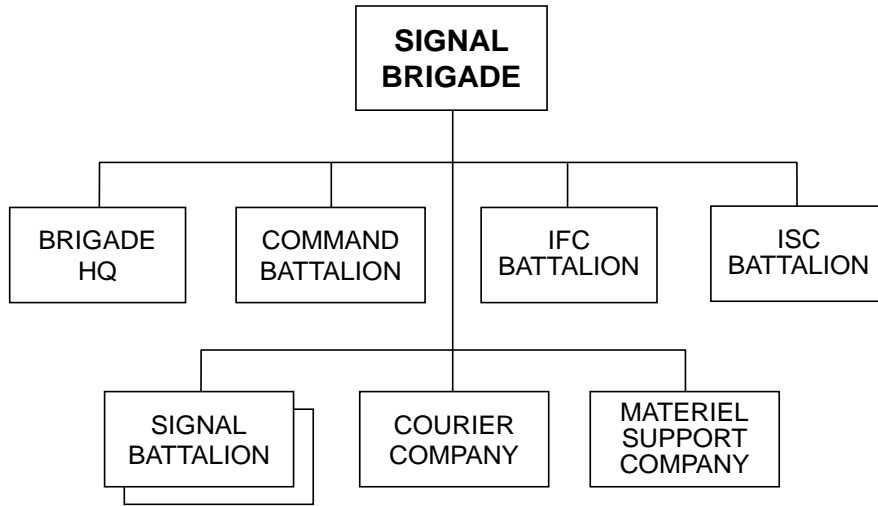 SIGNAL
BRIGADE
BRIGADE
HQ
COMMAND
BATTALION
IFC
BATTALION
ISC
BATTALION
SIGNAL
BATTALION
COURIER
COMPANY
MATERIEL
SUPPORT
COMPANY